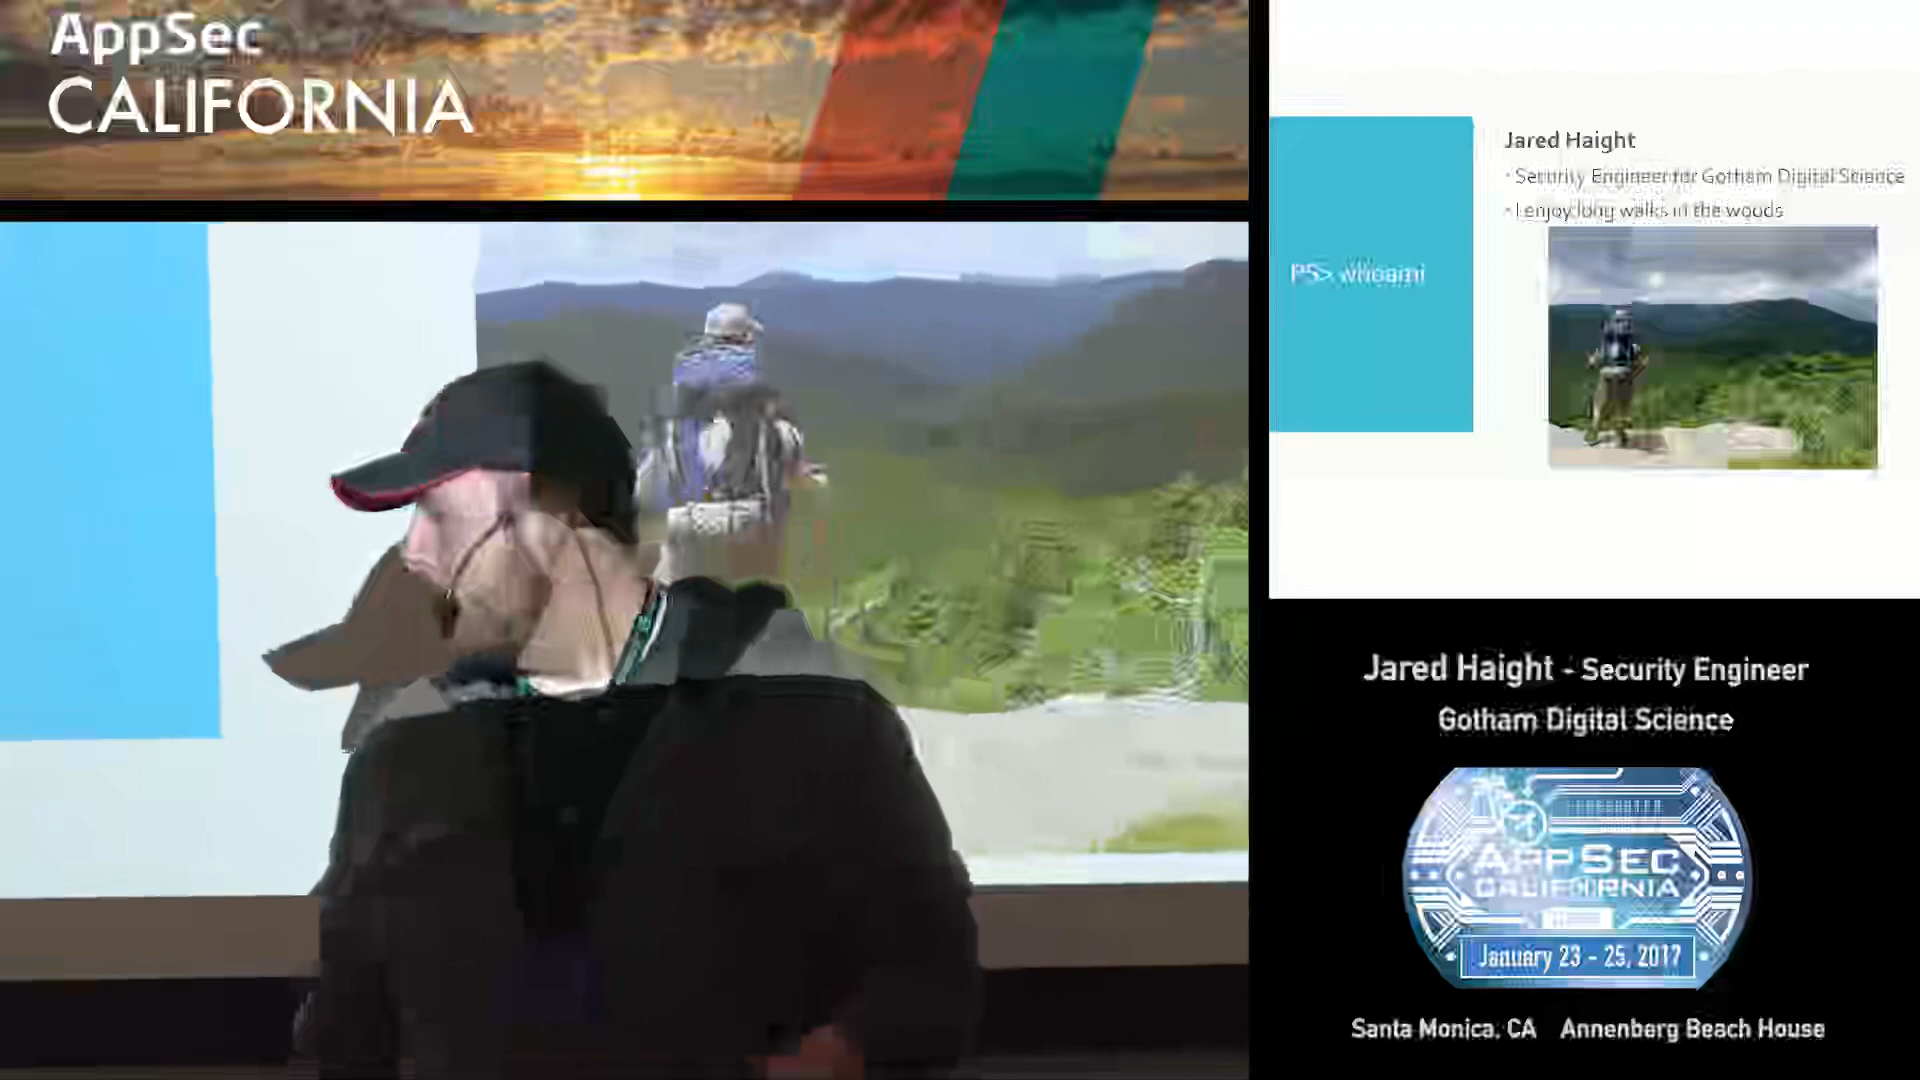 AppSec
CALIFORNIA
Jared Haight
• Security Engineer for Gotham Digital Science
• I enjoy long walks in the woods
PS> whoami
Jared Haight - Security Engineer
Gotham Digital Science
APPSEC
CALIFORNIA
January 23 - 25, 2017
Santa Monica, CA Annenberg Beach House